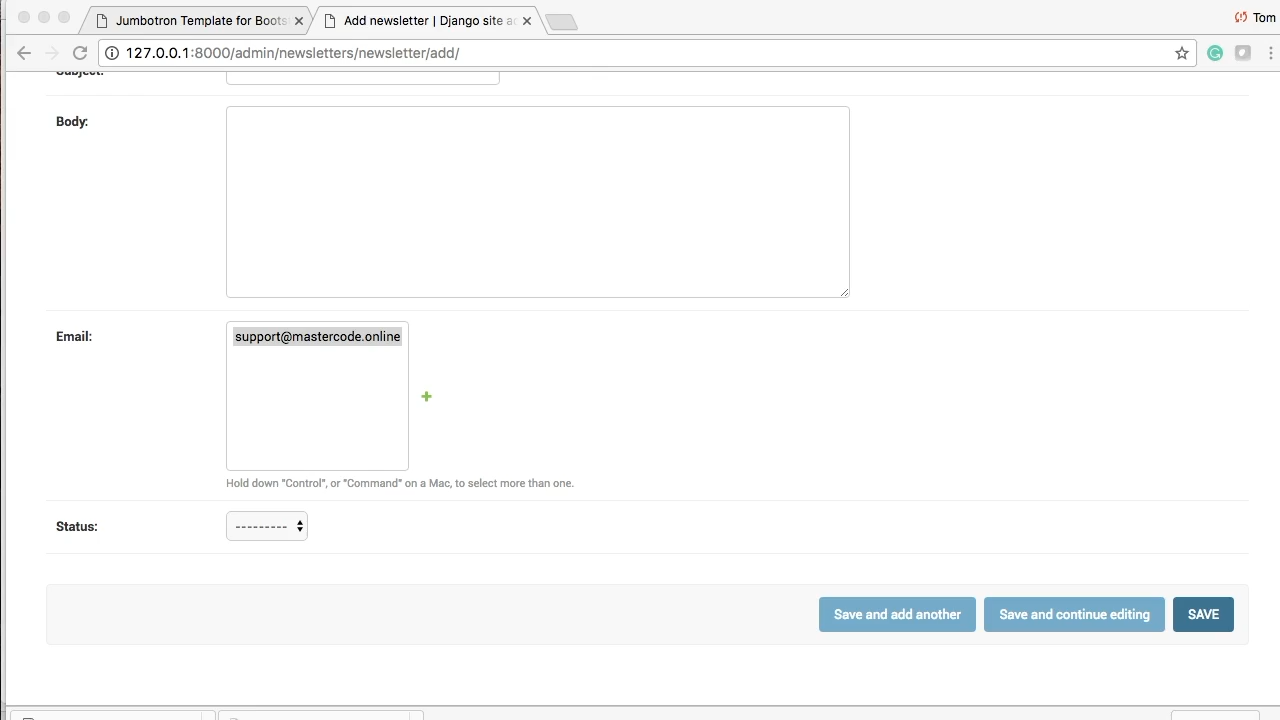 Jumbotron Template for Boots
Add newsletter | Django site ad
Tom
127.0.0.1:8000/admin/newsletters/newsletter/add/
Subject:
Body:
Email:
support@mastercode.online
Hold down "Control", or "Command" on a Mac, to select more than one.
Status:
---------
Save and add another
Save and continue editing
SAVE